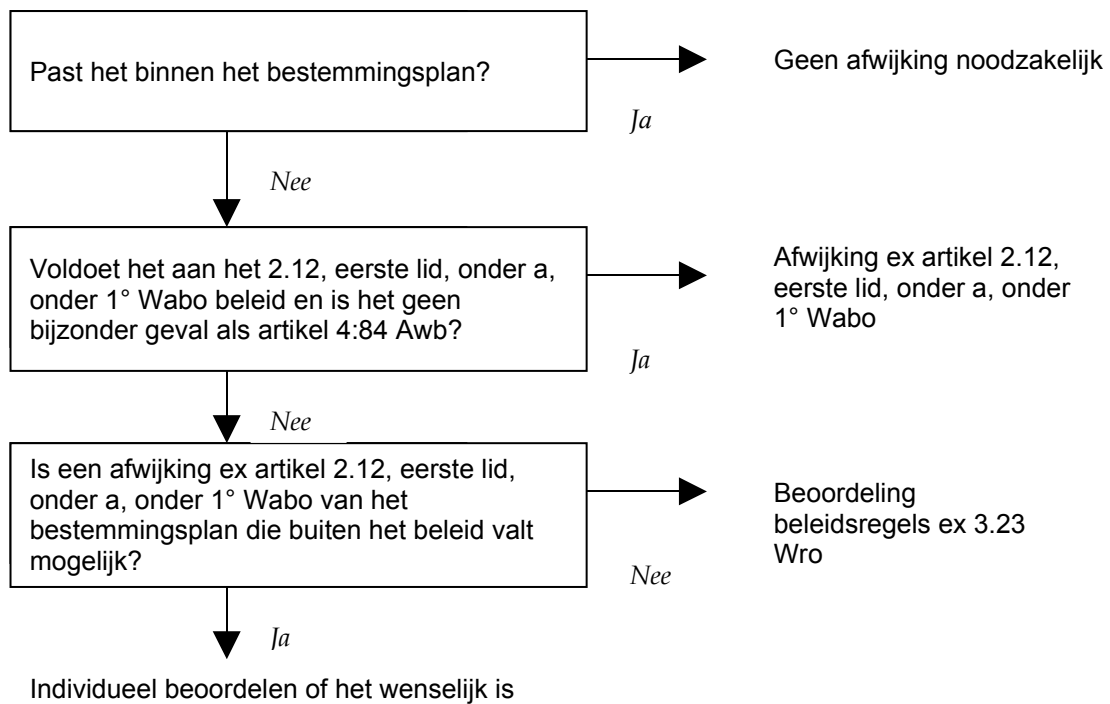 Past het binnen het bestemmingsplan?
Geen afwijking noodzakelijk
Ja
Nee
Voldoet het aan het 2.12, eerste lid, onder a,
onder 1° Wabo beleid en is het geen
bijzonder geval als artikel 4:84 Awb?
Afwijking ex artikel 2.12,
eerste lid, onder a, onder
1° Wabo
Ja
Nee
Is een afwijking ex artikel 2.12, eerste lid,
onder a, onder 1° Wabo van het
bestemmingsplan die buiten het beleid valt
mogelijk?
Beoordeling
beleidsregels ex 3.23
Wro
Nee
Ja
Individueel beoordelen of het wenselijk is